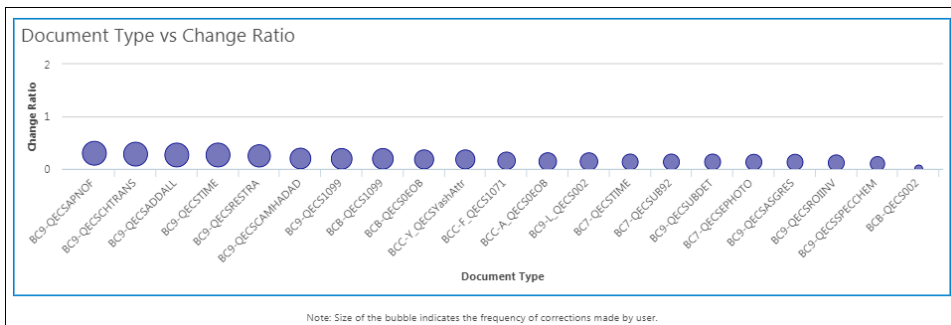 Document Type vs Change Ratio
2
1
0
Change Ratio
BC9-QECSAPNOF
BC9-QECSCHTRANS
BC9-QECSADDALL
BC9-QECSTIME
BC9-QECSRESTRA
BC9-QECSCAMHADAD
BC9-QECS1099
BCB-QECS1099
BCB-QECS0EOB
BCC-Y_QECSYashAttr
BCC-F_QECS1071
BCC-A_QECS0EOB
BC9-L_QECS002
BC7-QECSTIME
BC7-QECSUB92
BC9-QECSUBDET
BC7-QECSEPHOTO
BC9-QECSASGRES
BC9-QECSROIINV
BC9-QECSSPECCHEM
BCB-QECS002
Document Type
Note: Size of the bubble indicates the frequency of corrections made by user.